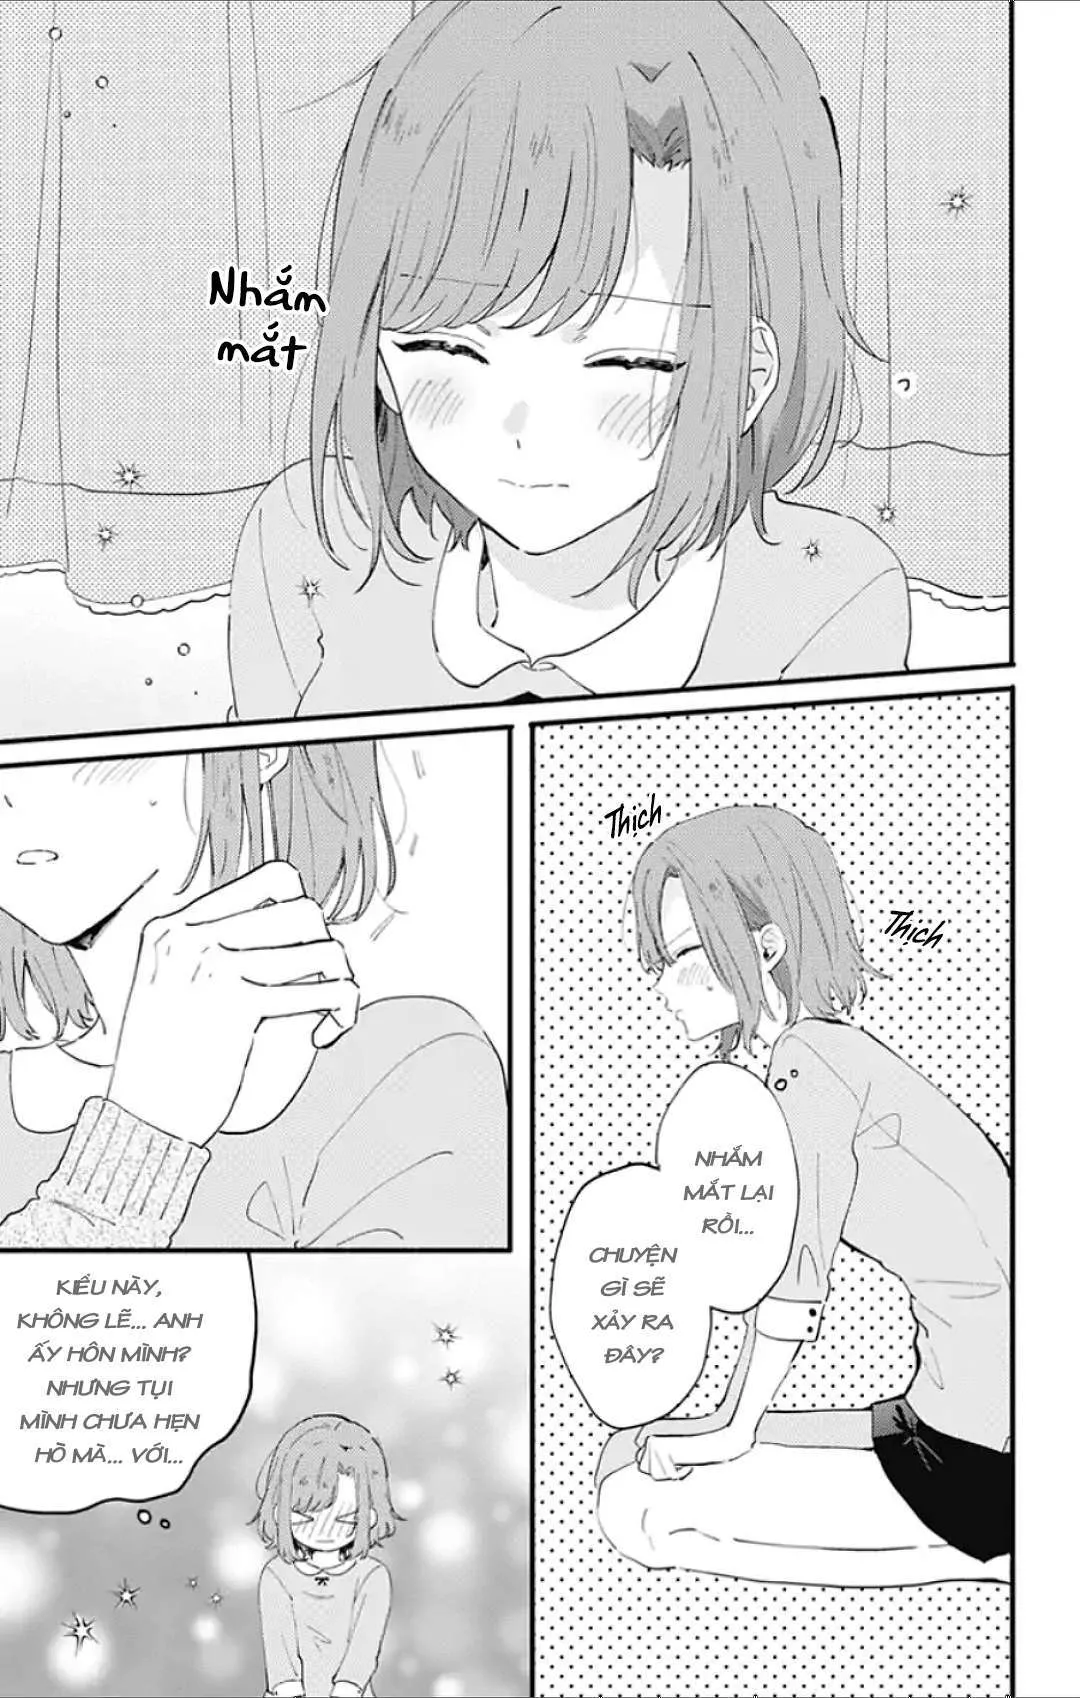 Nhắm
mắt
Thịch
Thịch
NHẮM
MẮT LẠI
RỒI...
CHUYỆN
GÌ SẼ
XẢY RA
ĐÂY?
KIỂU NÀY,
KHÔNG LẼ... ANH
ẤY HÔN MÌNH?
NHƯNG TỤI
MÌNH CHƯA HẸN
HÒ MÀ... VỚI...